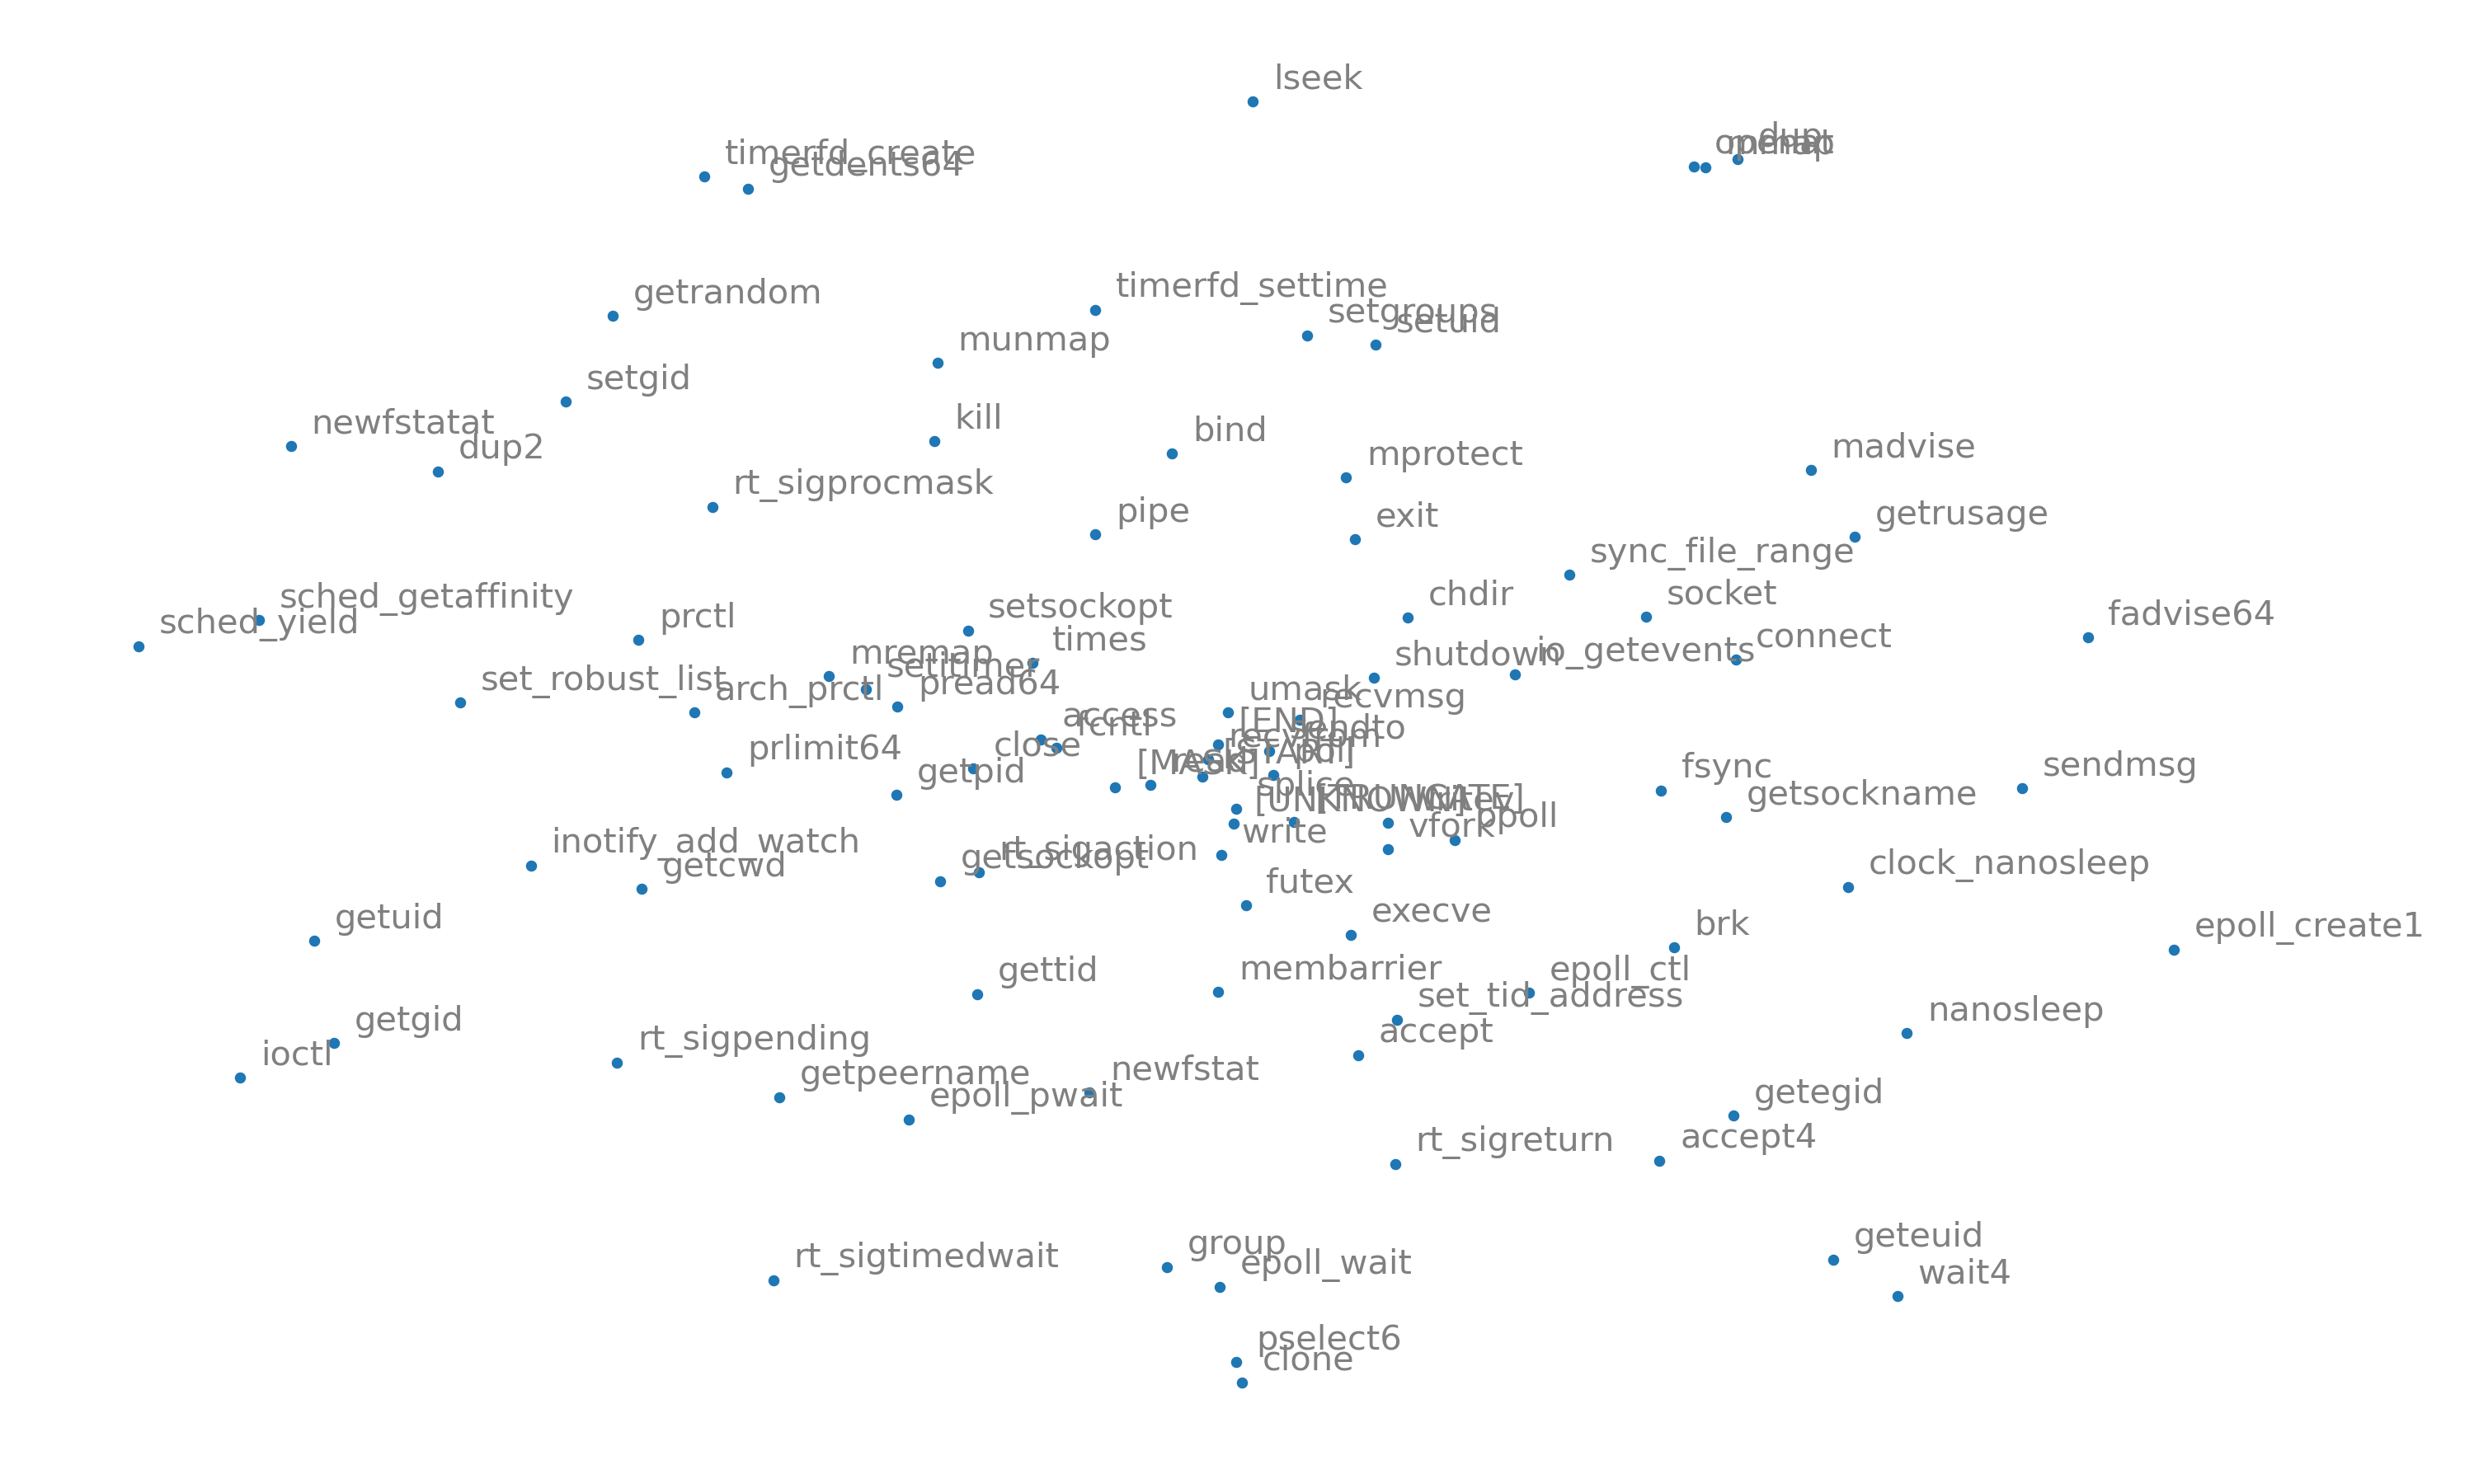 lseek
dup
openat
mmap
timerfd_create
getdents64
timerfd_settime
getrandom
setgroups
setuid
munmap
setgid
kill
newfstatat
bind
dup2
madvise
mprotect
rt_sigprocmask
pipe
exit
getrusage
sync_file_range
sched_getaffinity
chdir
socket
setsockopt
fadvise64
sched_yield
prctl
times
connect
mremap
shutdown
io_getevents
setitimer
set_robust_list
arch_prctl
pread64
umask
recvmsg
access
fcntl
[END]
sendto
recvfrom
close
prlimit64
[MASK]
read
[START]
poll
getpid
fsync
sendmsg
splice
getsockname
[UNKNOWN]
[TRUNCATE]
writev
ppoll
write
vfork
inotify_add_watch
getcwd
rt_sigaction
getsockopt
clock_nanosleep
futex
getuid
execve
brk
epoll_create1
gettid
membarrier
epoll_ctl
set_tid_address
nanosleep
getgid
accept
rt_sigpending
ioctl
getpeername
newfstat
epoll_pwait
getegid
rt_sigreturn
accept4
group
geteuid
rt_sigtimedwait
epoll_wait
wait4
pselect6
clone